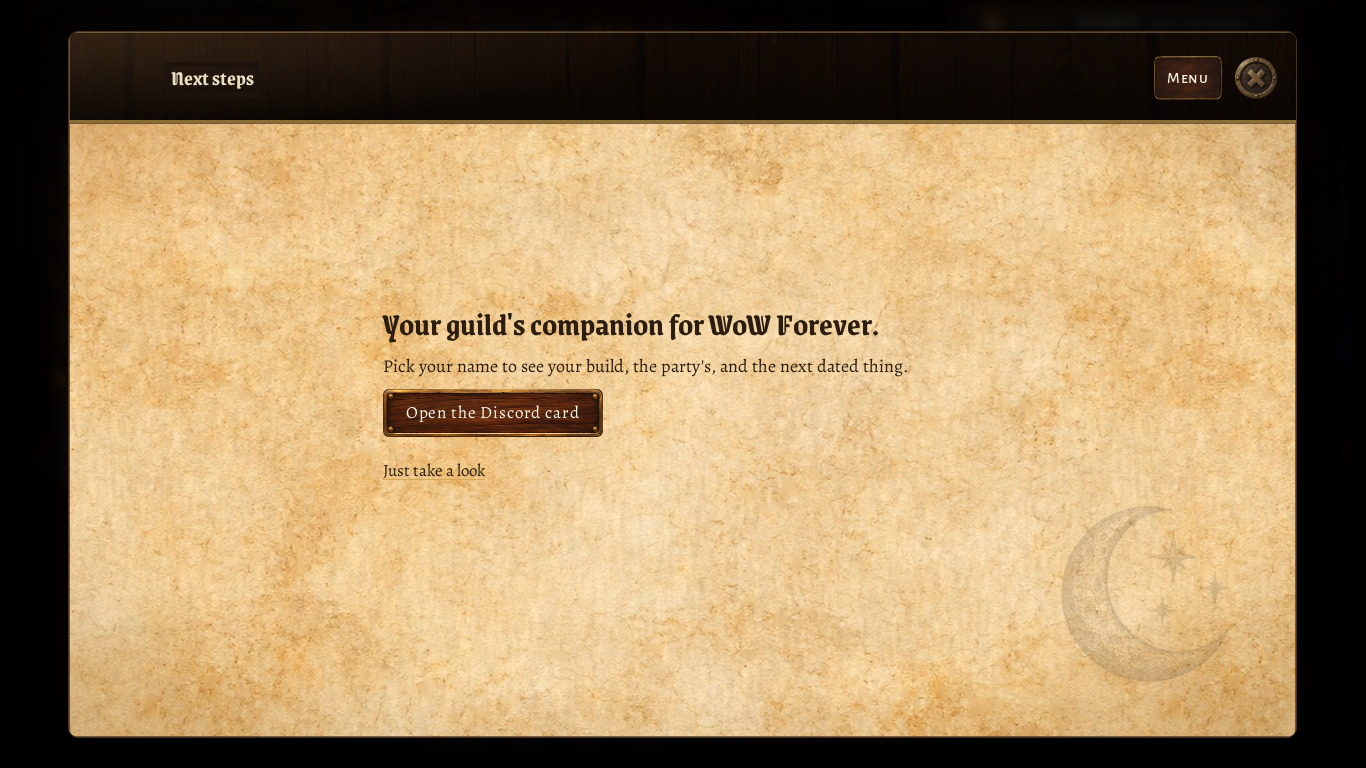 Next steps
Menu
Your guild's companion for WoW Forever.
Pick your name to see your build, the party's, and the next dated thing.
Open the Discord card
Just take a look